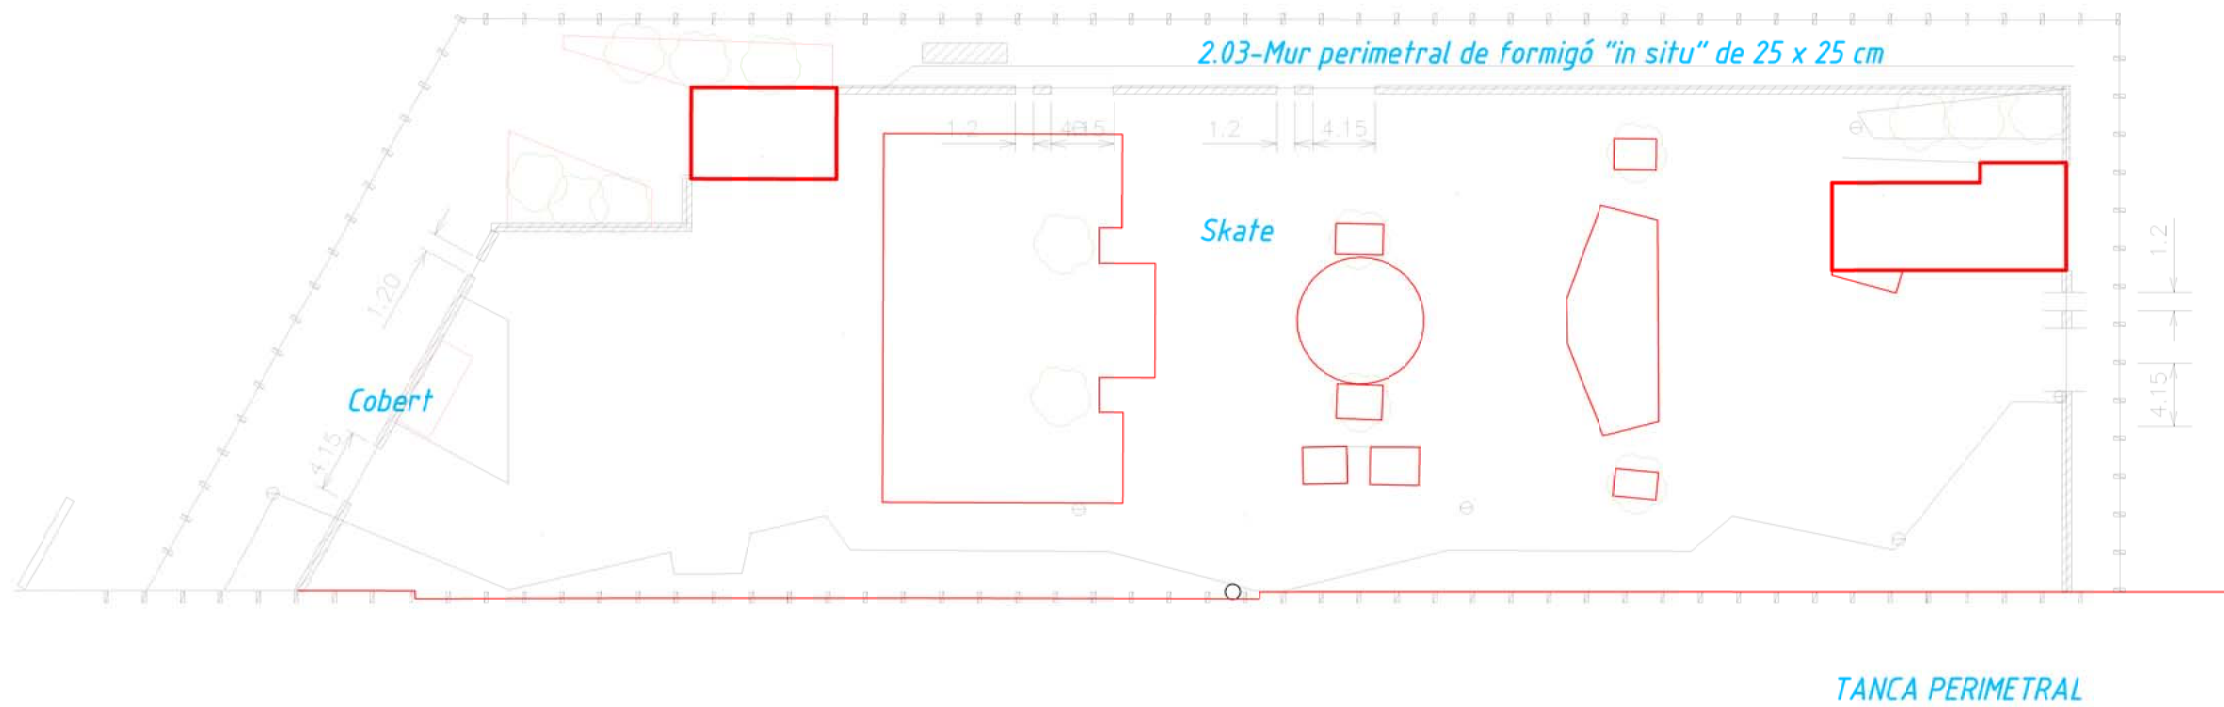 2.03-Mur perimetral de formigó "in situ" de 25 x 25 cm
1.2
4.15
1.2
4.15
Skate
1.2
1.20
Cobert
4.15
4.15
TANCA PERIMETRAL